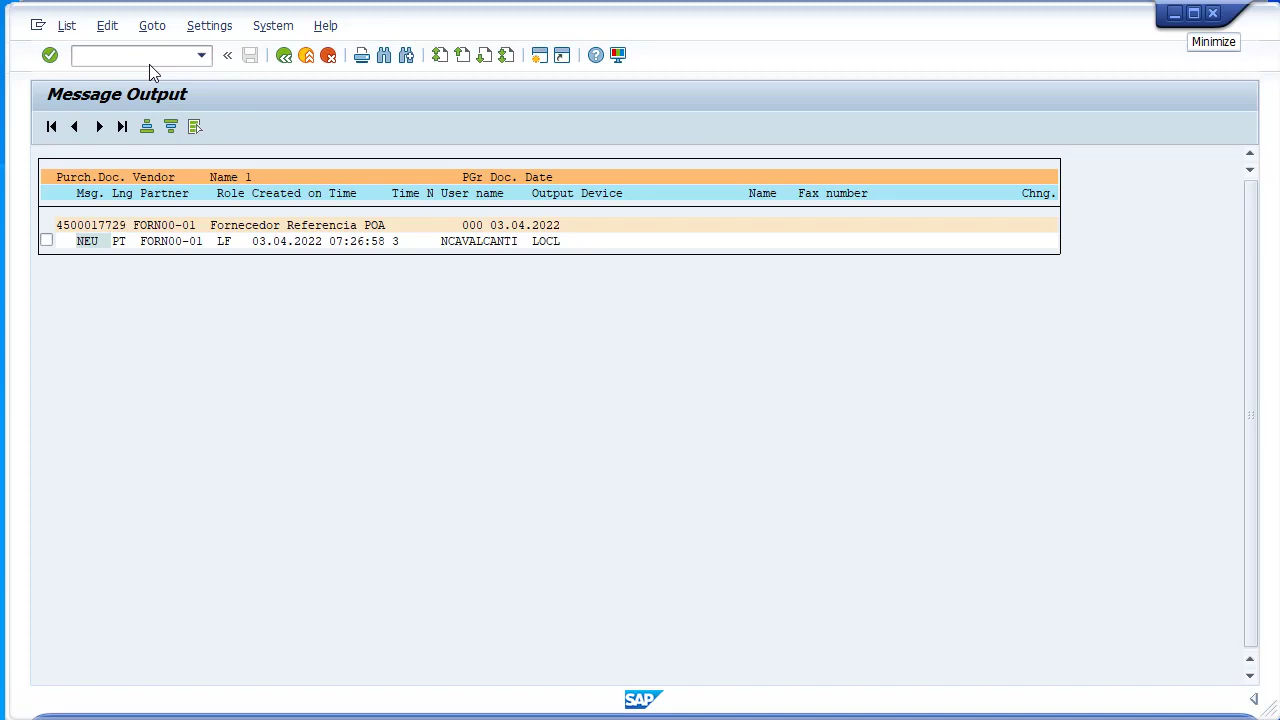 List Edit Goto Settings System Help
Minimize
Message Output
Purch.Doc. Vendor Name 1 PGr Doc. Date
Msg. Lng Partner Role Created on Time Time N User name Output Device Name Fax number Chng.
4500017729 FORN00-01 Fornecedor Referencia POA 000 03.04.2022
NEU PT FORN00-01 LF 03.04.2022 07:26:58 3 NCAVALCANTI LOCL
SAP